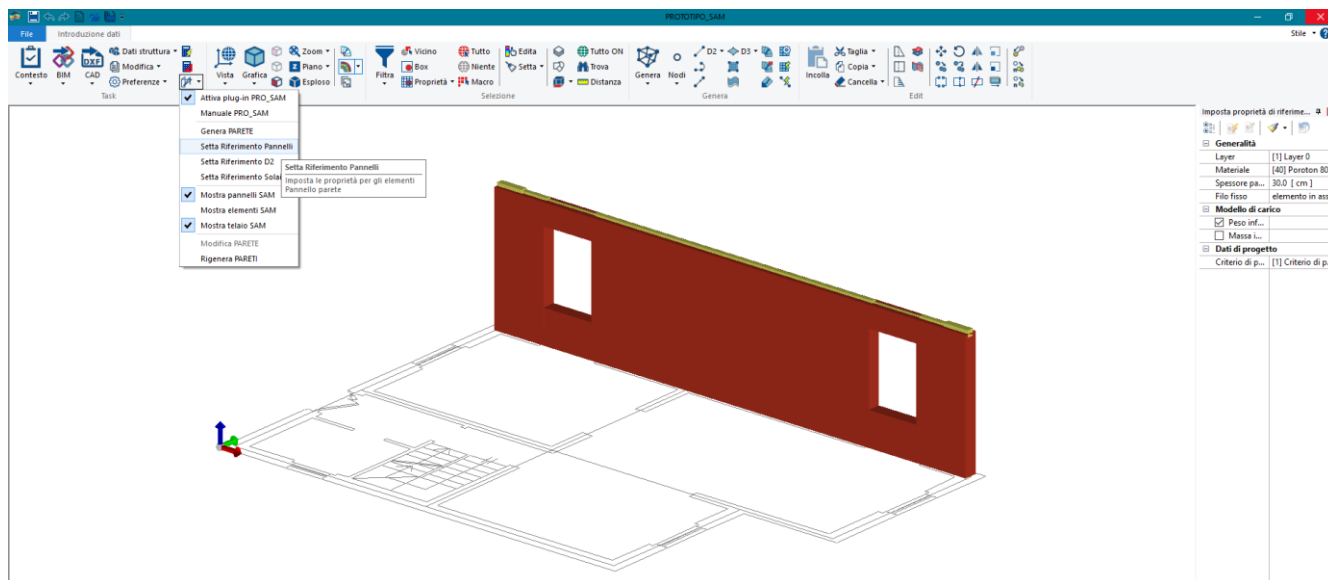 PROTOTIPO_SAM
File Introduzione dati Stile
Contesto BIM CAD DXF Dati struttura Modifica Preferenze Vista Grafica Zoom Piano Esploso Filtra Vicino Box Proprietà Tutto Niente Macro Edita Setta Tutto ON Trova Distanza Genera Nodi D2 D3 Incolla Taglia Copia Cancella
Task Selezione Genera Edit
Attiva plug-in PRO_SAM
Manuale PRO_SAM
Genera PARETE
Setta Riferimento Pannelli
Setta Riferimento D2
Setta Riferimento Solai
Mostra pannelli SAM
Mostra elementi SAM
Mostra telaio SAM
Modifica PARETE
Rigenera PARETI
Setta Riferimento Pannelli
Imposta le proprietà per gli elementi
Pannello parete
Imposta proprietà di riferime...
Generalità
Layer [1] Layer 0
Materiale [40] Poroton 80
Spessore pa... 30.0 [ cm ]
Filo fisso elemento in ass
Modello di carico
Peso inf...
Massa i...
Dati di progetto
Criterio di p... [1] Criterio di p